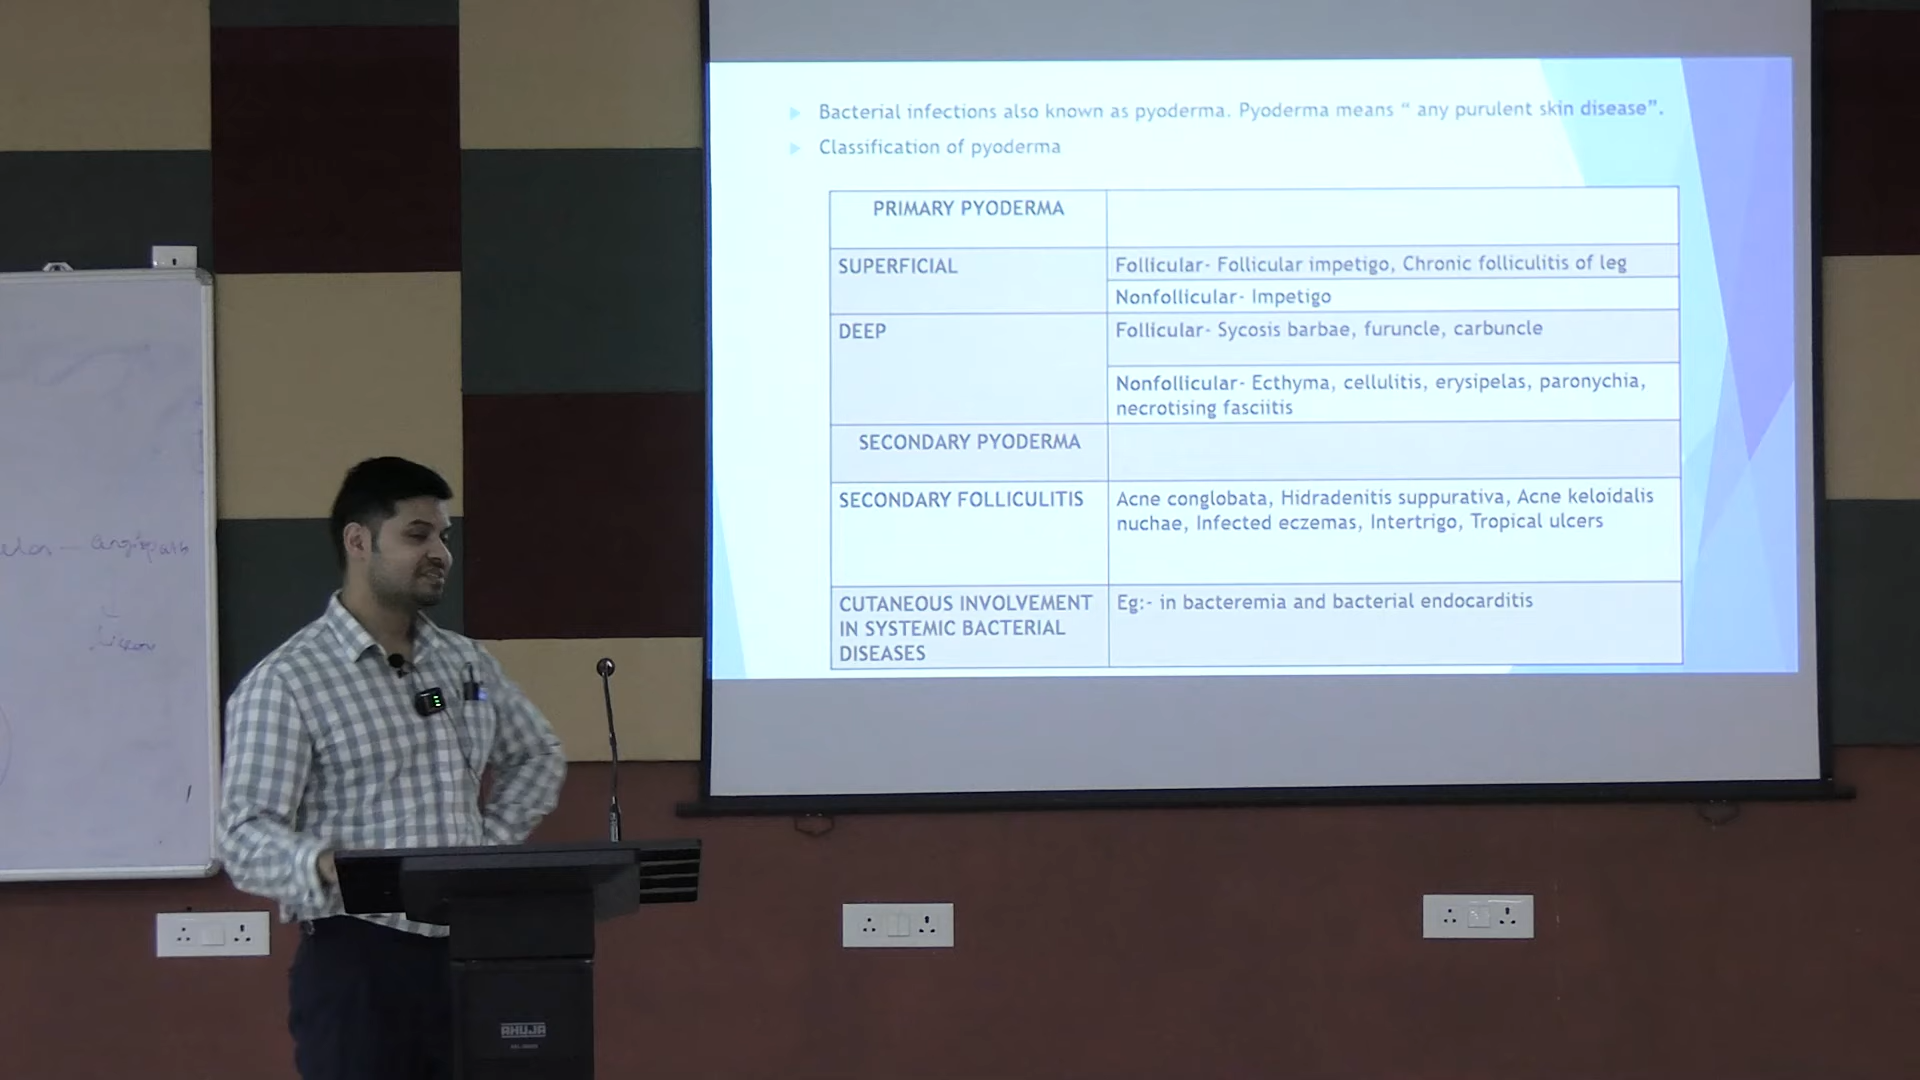 Bacterial infections also known as pyoderma. Pyoderma means “ any purulent skin disease”.
Classification of pyoderma
PRIMARY PYODERMA
SUPERFICIAL
Follicular- Follicular impetigo, Chronic folliculitis of leg
Nonfollicular- Impetigo
DEEP
Follicular- Sycosis barbae, furuncle, carbuncle
Nonfollicular- Ecthyma, cellulitis, erysipelas, paronychia,
necrotising fasciitis
SECONDARY PYODERMA
SECONDARY FOLLICULITIS
Acne conglobata, Hidradenitis suppurativa, Acne keloidalis
nuchae, Infected eczemas, Intertrigo, Tropical ulcers
CUTANEOUS INVOLVEMENT
IN SYSTEMIC BACTERIAL
DISEASES
Eg:- in bacteremia and bacterial endocarditis
AHUJA